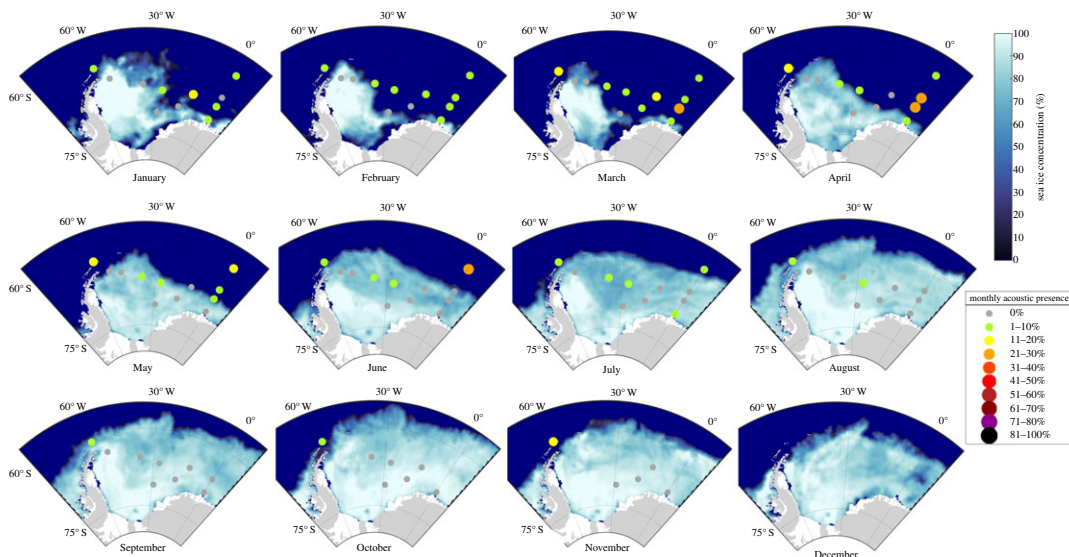 30° W
60° W
0°
60° S
75° S
January
30° W
60° W
0°
February
30° W
60° W
0°
March
30° W
60° W
0°
April
100
90
80
70
60
50
40
30
20
10
0
sea ice concentration (%)
30° W
60° W
0°
60° S
75° S
May
30° W
60° W
0°
60° S
75° S
June
30° W
60° W
0°
60° S
75° S
July
30° W
60° W
0°
60° S
75° S
August
monthly acoustic presence
0%
1–10%
11–20%
21–30%
31–40%
41–50%
51–60%
61–70%
71–80%
81–100%
30° W
60° W
0°
60° S
75° S
September
30° W
60° W
0°
60° S
75° S
October
30° W
60° W
0°
60° S
75° S
November
30° W
60° W
0°
60° S
75° S
December